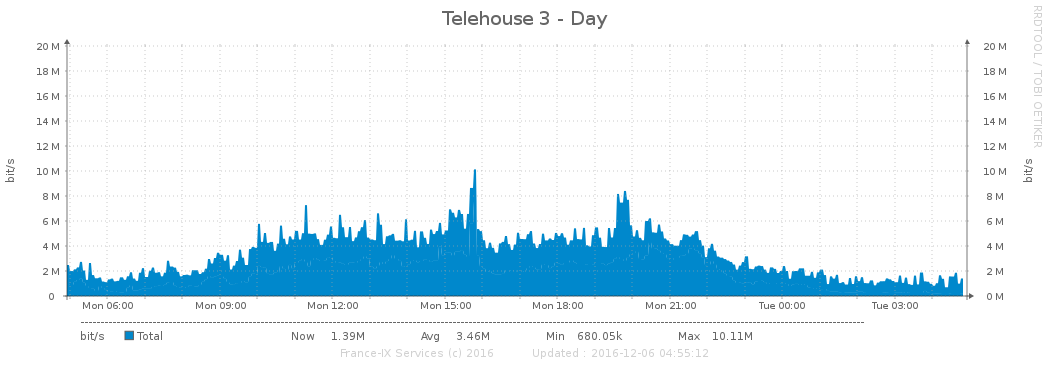 Telehouse 3 - Day
RRDTOOL / TOBI OETIKER
bit/s
bit/s
20 M 20 M
18 M 18 M
16 M 16 M
14 M 14 M
12 M 12 M
10 M 10 M
8 M 8 M
6 M 6 M
4 M 4 M
2 M 2 M
0 0 M
Mon 06:00 Mon 09:00 Mon 12:00 Mon 15:00 Mon 18:00 Mon 21:00 Tue 00:00 Tue 03:00
bit/s Total Now 1.39M Avg 3.46M Min 680.05k Max 10.11M
France-IX Services (c) 2016 Updated : 2016-12-06 04:55:12